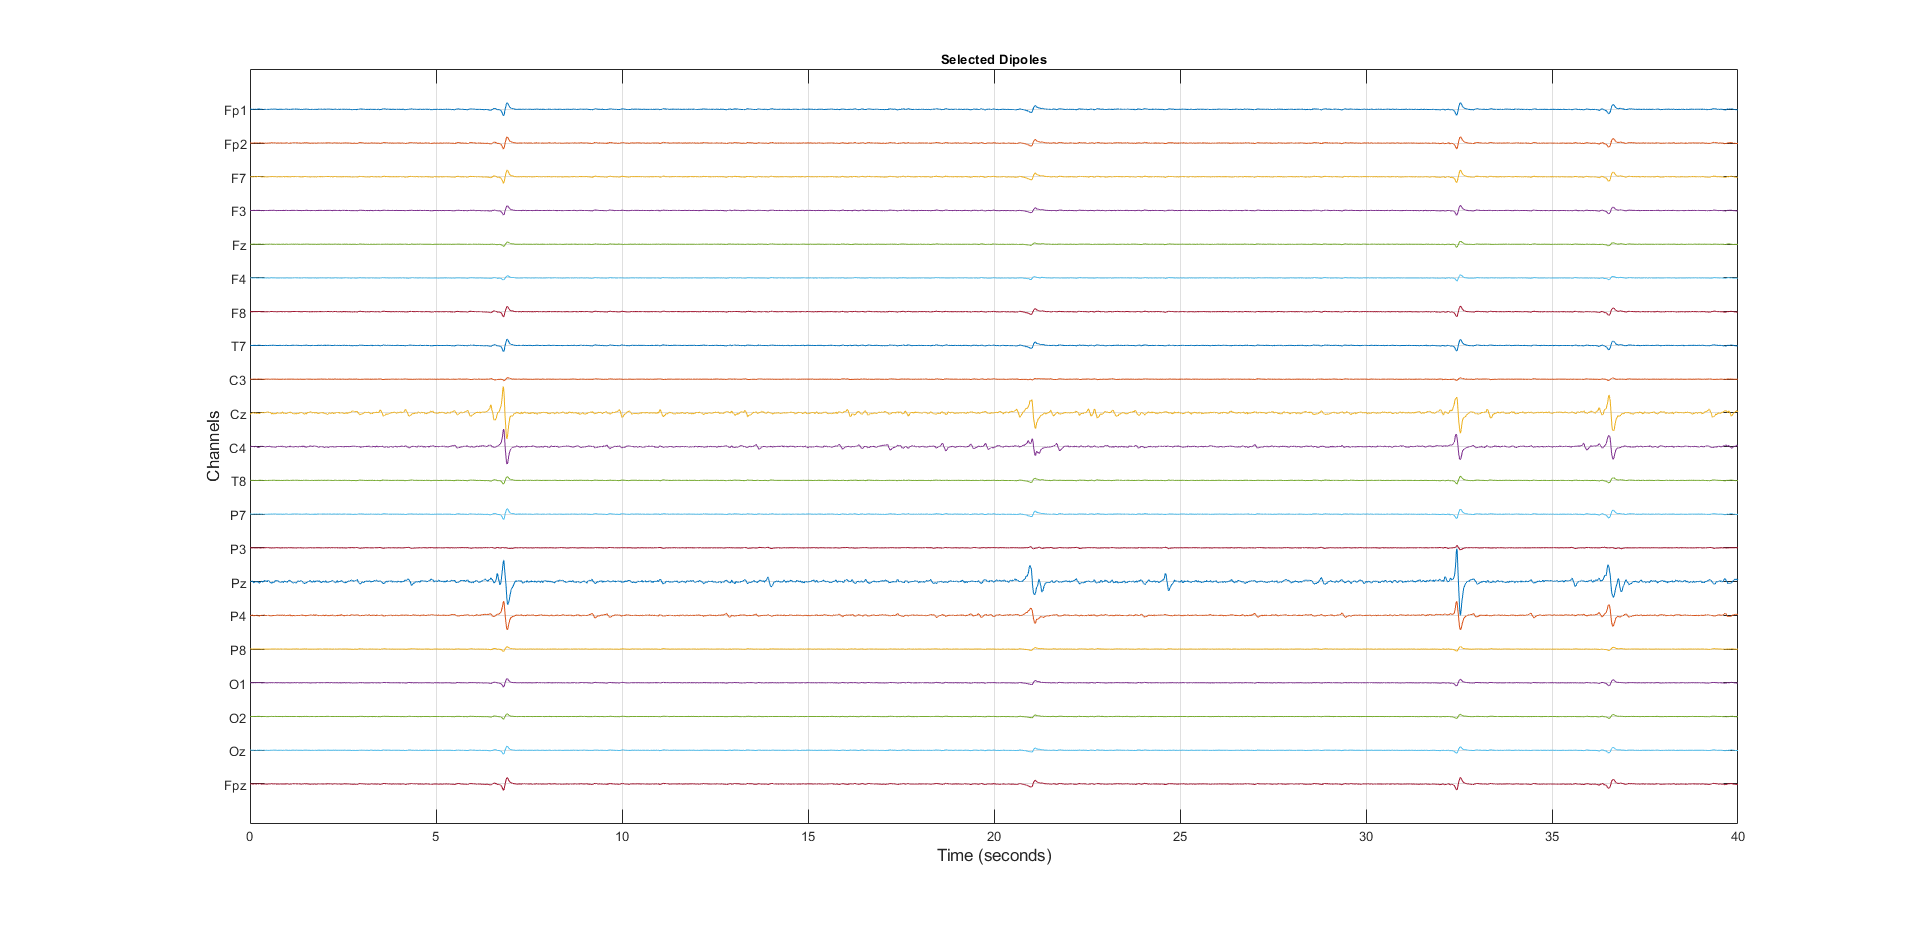 Selected Dipoles
Fp1
Fp2
F7
F3
Fz
F4
F8
T7
C3
Cz
C4
T8
P7
P3
Pz
P4
P8
O1
O2
Oz
Fpz
Channels
0 5 10 15 20 25 30 35 40
Time (seconds)